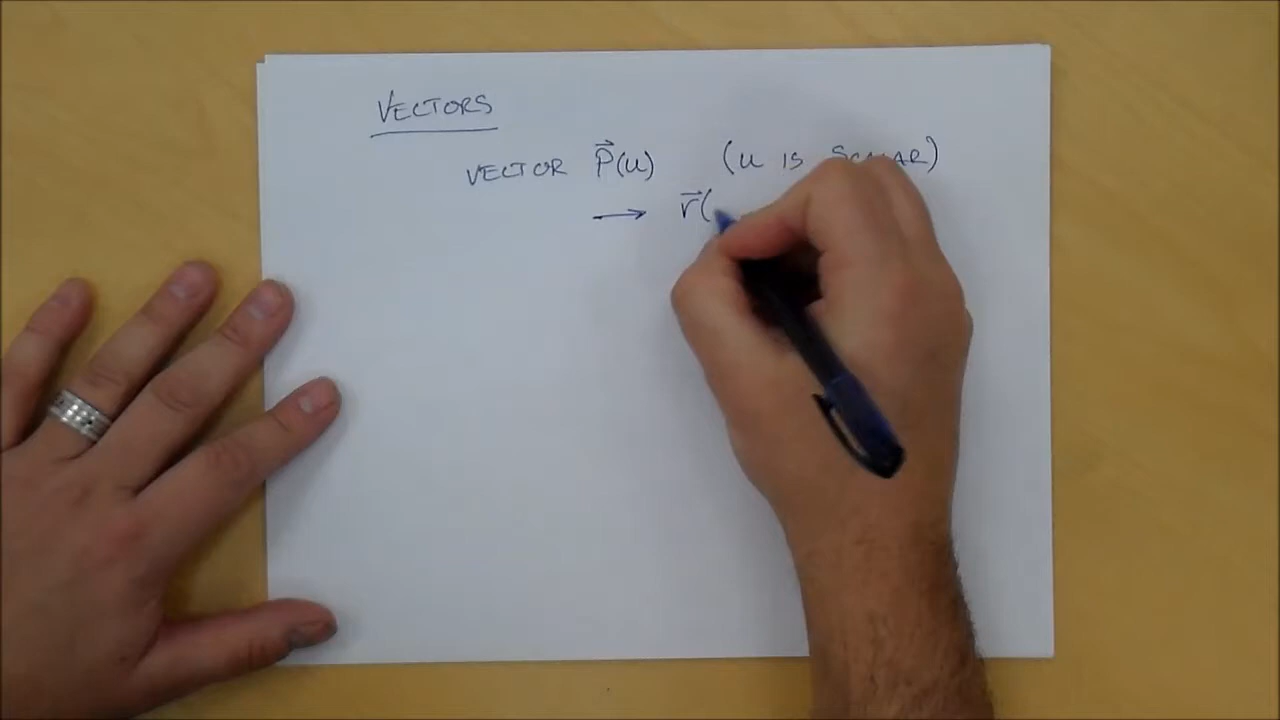 VECTORS
VECTOR P⃗(u) (u IS SCALAR)
→ r⃗(